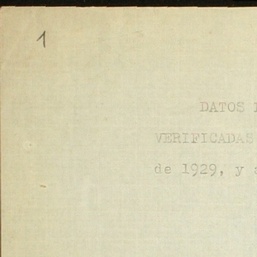 1
DATOS
VERIFICADAS
de 1929, y